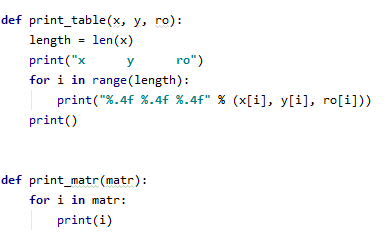 def print_table(x, y, ro):
    length = len(x)
    print("x      y      ro")
    for i in range(length):
        print("%.4f %.4f %.4f" % (x[i], y[i], ro[i]))
    print()
def print_matr(matr):
    for i in matr:
        print(i)